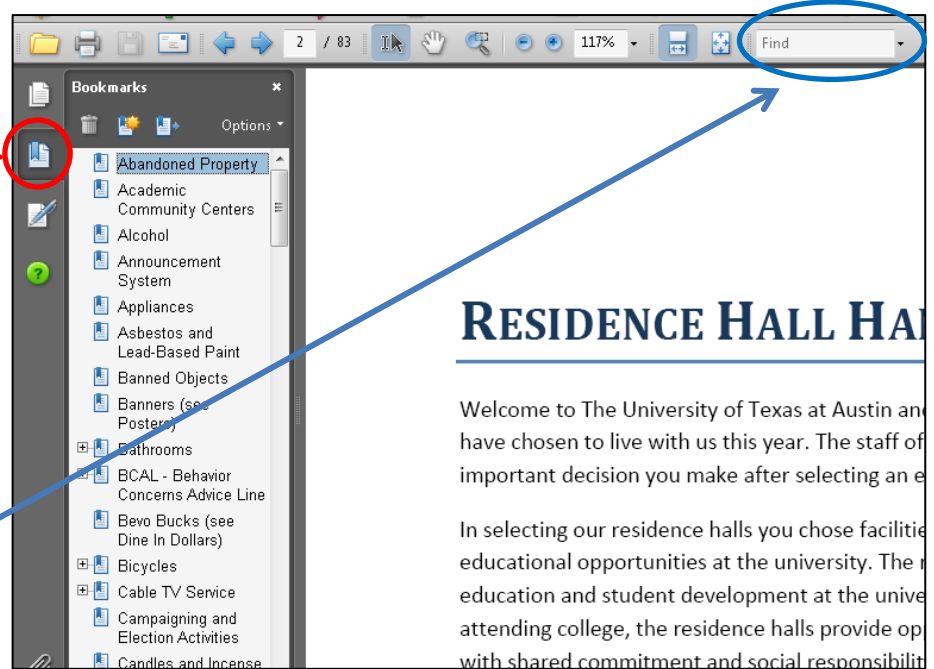 2 / 83
117%
Find
Bookmarks
Options
Abandoned Property
Academic
Community Centers
Alcohol
Announcement
System
Appliances
Asbestos and
Lead-Based Paint
Banned Objects
Banners (see
Posters)
Bathrooms
BCAL - Behavior
Concerns Advice Line
Bevo Bucks (see
Dine In Dollars)
Bicycles
Cable TV Service
Campaigning and
Election Activities
Candles and Incense
RESIDENCE HALL HA
Welcome to The University of Texas at Austin and
have chosen to live with us this year. The staff of
important decision you make after selecting an e
In selecting our residence halls you chose facilitie
educational opportunities at the university. The r
education and student development at the unive
attending college, the residence halls provide op
with shared commitment and social responsibilit